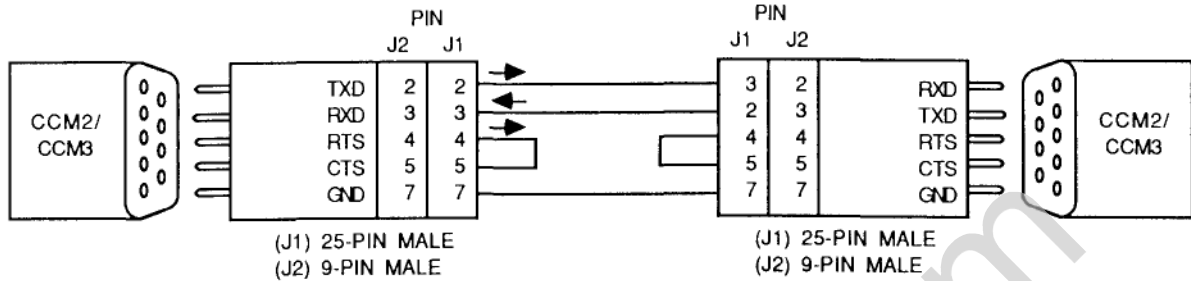 PIN
J2 J1
CCM2/
CCM3
TXD 2 2
RXD 3 3
RTS 4 4
CTS 5 5
GND 7 7
(J1) 25-PIN MALE
(J2) 9-PIN MALE
PIN
J1 J2
3 2 RXD
2 3 TXD
4 4 RTS
5 5 CTS
7 7 GND
CCM2/
CCM3
(J1) 25-PIN MALE
(J2) 9-PIN MALE